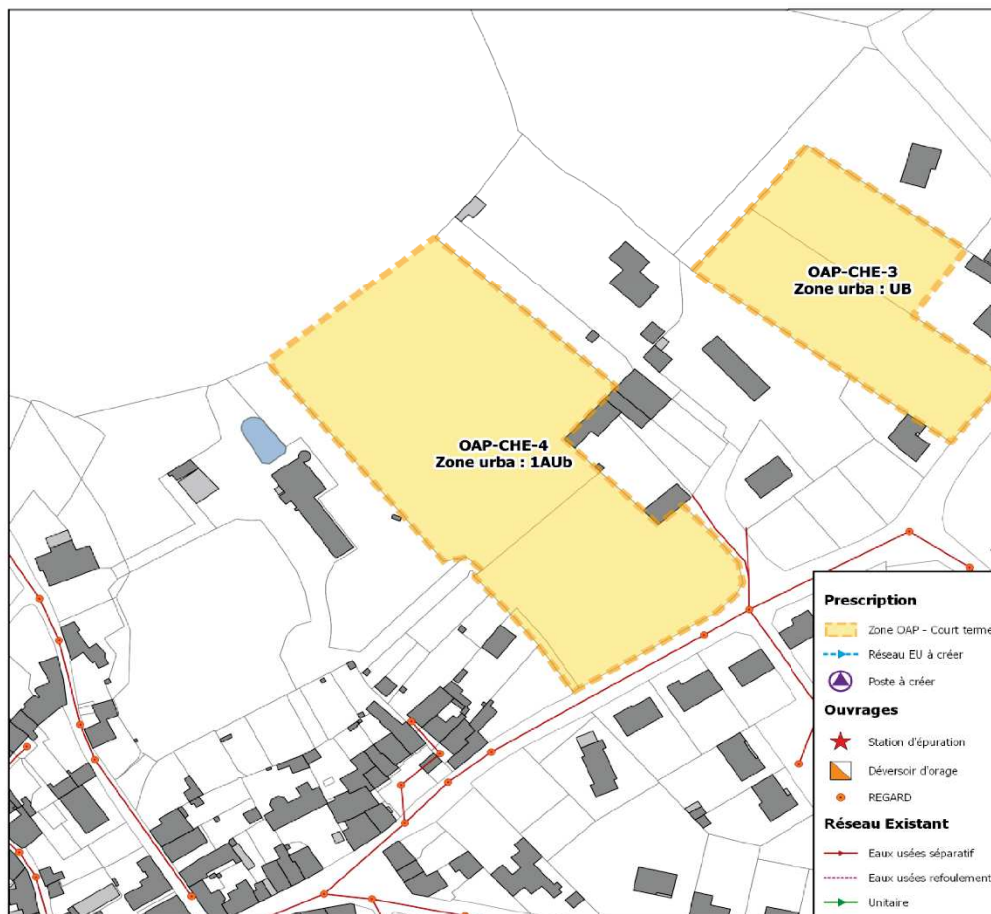 OAP-CHE-3
Zone urba : UB
OAP-CHE-4
Zone urba : 1AUb
Prescription
Zone OAP - Court terme
Réseau EU à créer
Poste à créer
Ouvrages
Station d'épuration
Déversoir d'orage
REGARD
Réseau Existant
Eaux usées séparatif
Eaux usées refoulement
Unitaire